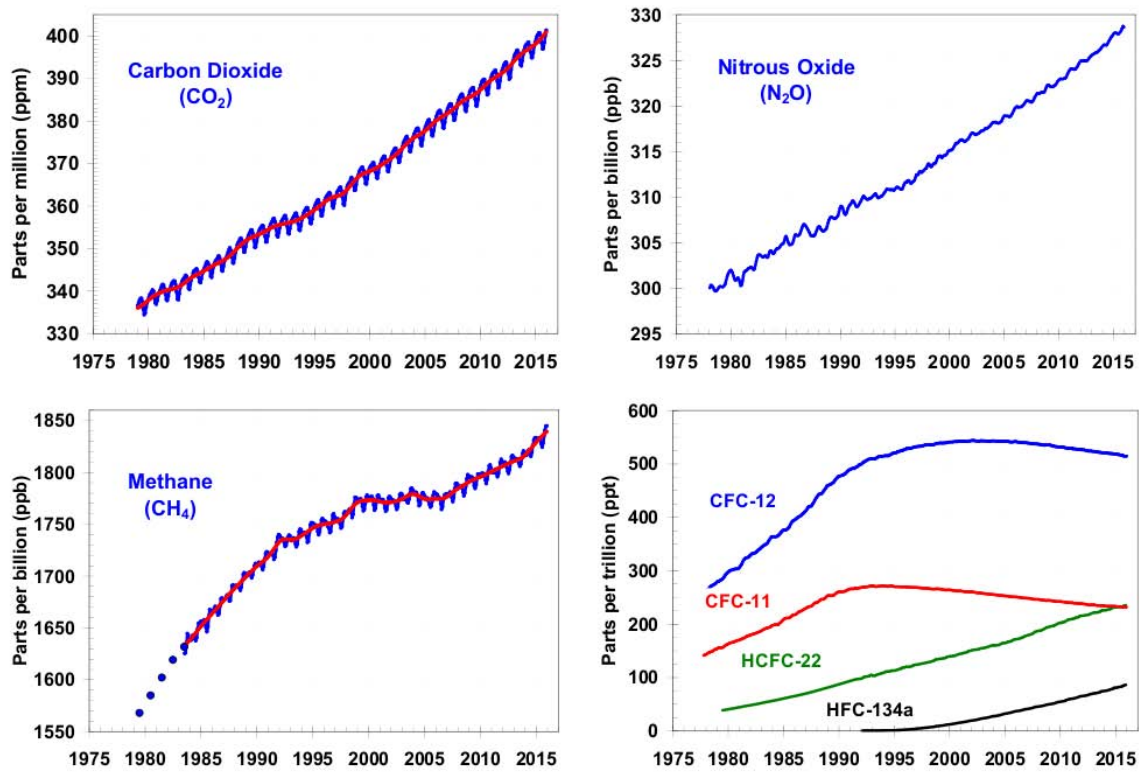 Parts per million (ppm)
400
390
380
370
360
350
340
330
Carbon Dioxide
(CO₂)
1975 1980 1985 1990 1995 2000 2005 2010 2015
Parts per billion (ppb)
330
325
320
315
310
305
300
295
Nitrous Oxide
(N₂O)
1975 1980 1985 1990 1995 2000 2005 2010 2015
Parts per billion (ppb)
1850
1800
1750
1700
1650
1600
1550
Methane
(CH₄)
1975 1980 1985 1990 1995 2000 2005 2010 2015
Parts per trillion (ppt)
600
500
400
300
200
100
0
CFC-12
CFC-11
HCFC-22
HFC-134a
1975 1980 1985 1990 1995 2000 2005 2010 2015